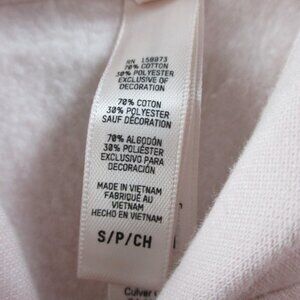 RN 158973
70% COTTON
30% POLYESTER
EXCLUSIVE OF
DECORATION
70% COTON
30% POLYESTER
SAUF DÉCORATION
70% ALGODÓN
30% POLIÉSTER
EXCLUSIVO PARA
DECORACIÓN
MADE IN VIETNAM
FABRIQUÉ AU
VIETNAM
HECHO EN VIETNAM
S/P/CH
Culver